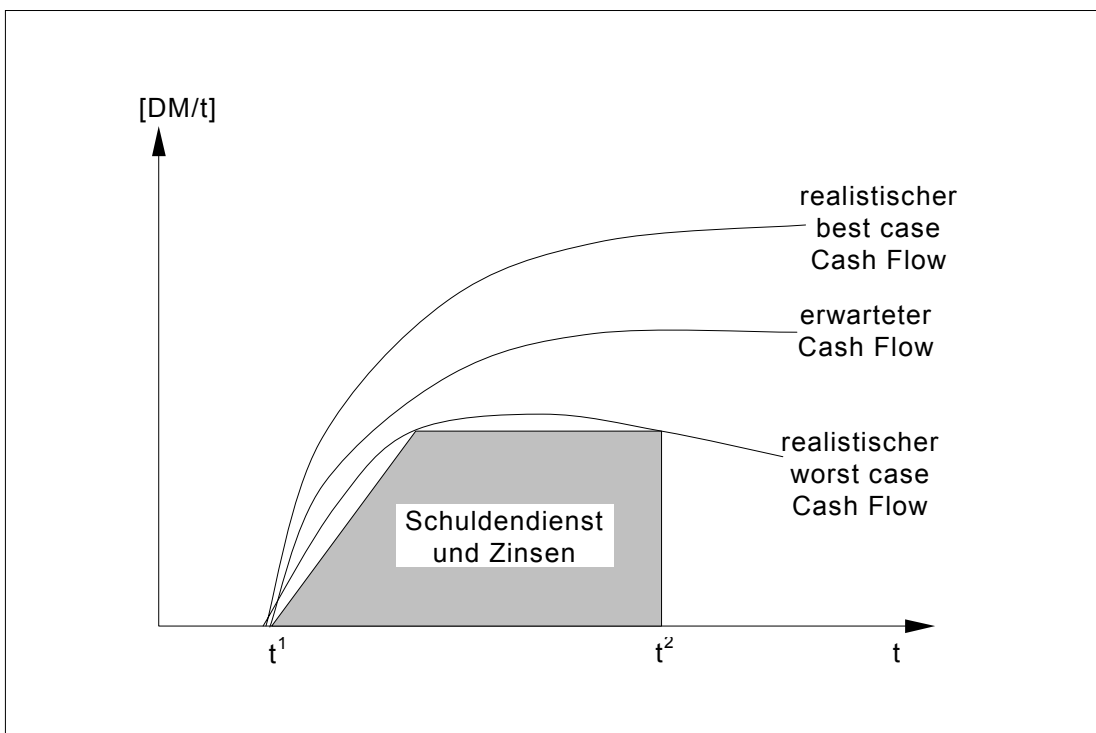 [DM/t]
realistischer
best case
Cash Flow
erwarteter
Cash Flow
realistischer
worst case
Cash Flow
Schuldendienst
und Zinsen
t¹
t²
t